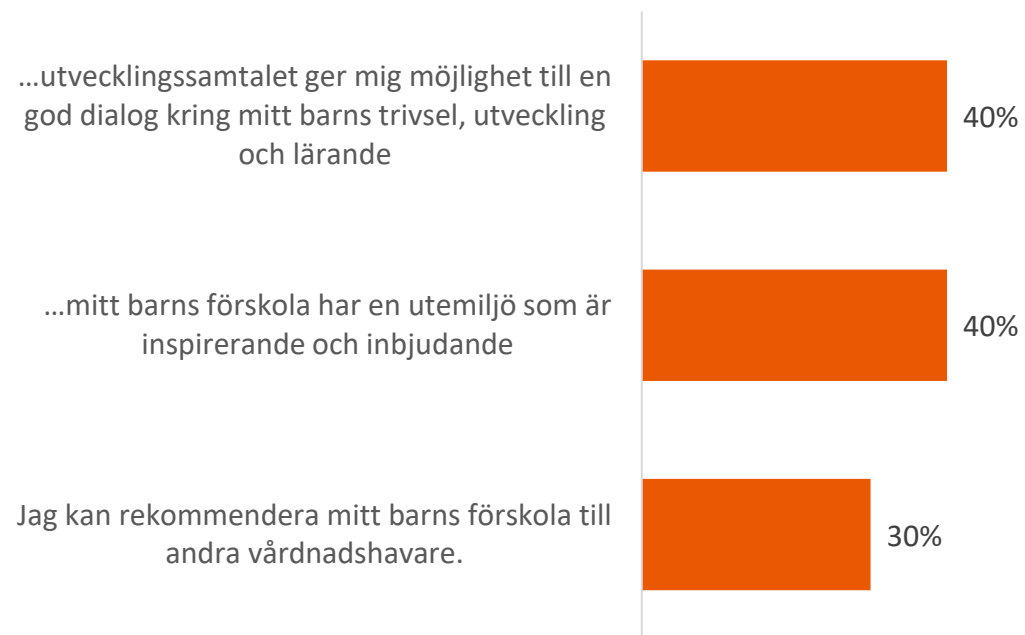 …utvecklingssamtalet ger mig möjlighet till en
god dialog kring mitt barns trivsel, utveckling
och lärande
40%
…mitt barns förskola har en utemiljö som är
inspirerande och inbjudande
40%
Jag kan rekommendera mitt barns förskola till
andra vårdnadshavare.
30%